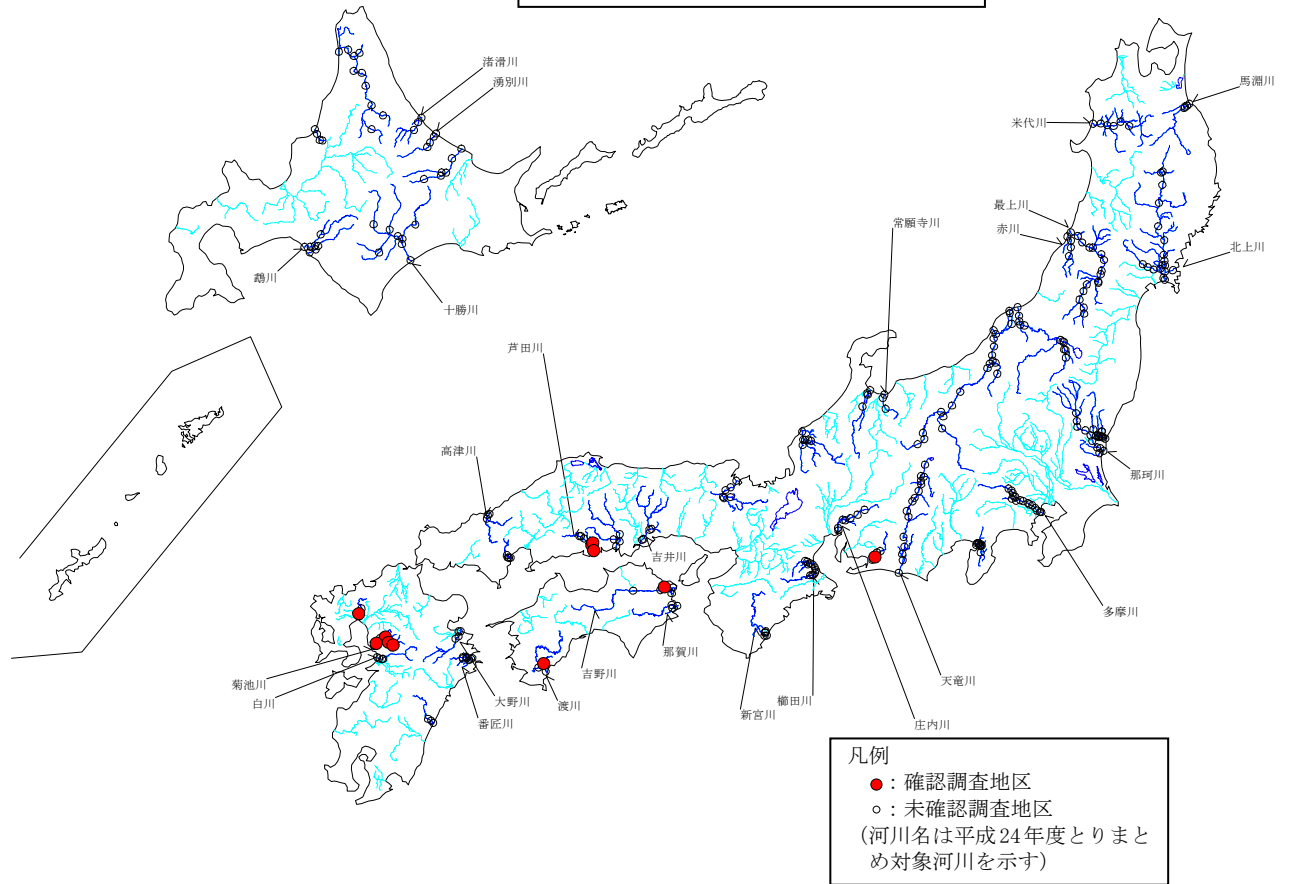 渚滑川
湧別川
馬淵川
米代川
最上川
赤川
常願寺川
北上川
鵡川
十勝川
芦田川
高津川
那珂川
吉井川
多摩川
那賀川
菊池川
白川
吉野川
大野川
渡川
番匠川
櫛田川
新宮川
天竜川
庄内川
凡例
●：確認調査地区
○：未確認調査地区
(河川名は平成24年度とりまと
め対象河川を示す)